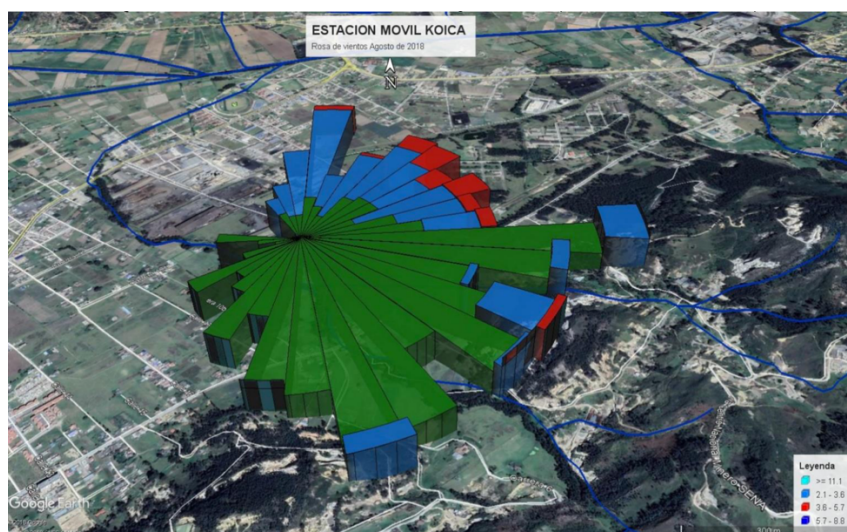 ESTACION MOVIL KOICA
Rosa de vientos Agosto de 2018
N
Leyenda
>= 11.1
2.1 - 3.6
3.6 - 5.7
5.7 - 8.8
Google Earth
300 m